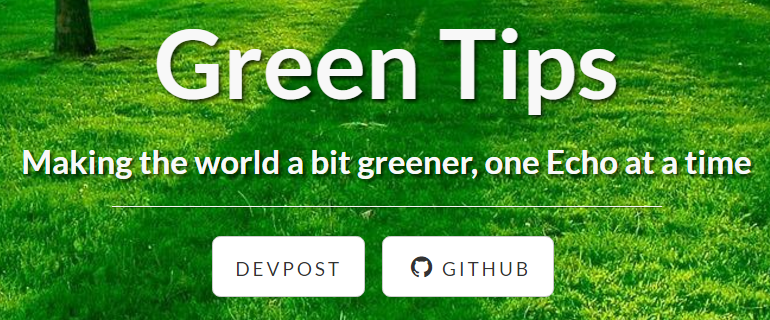 Green Tips
Making the world a bit greener, one Echo at a time
DEVPOST
GITHUB